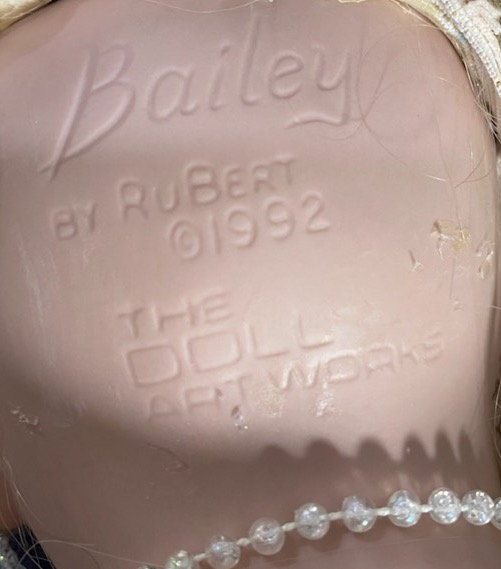 Bailey
BY RUBERT
©1992
THE
DOLL
ART WORKS